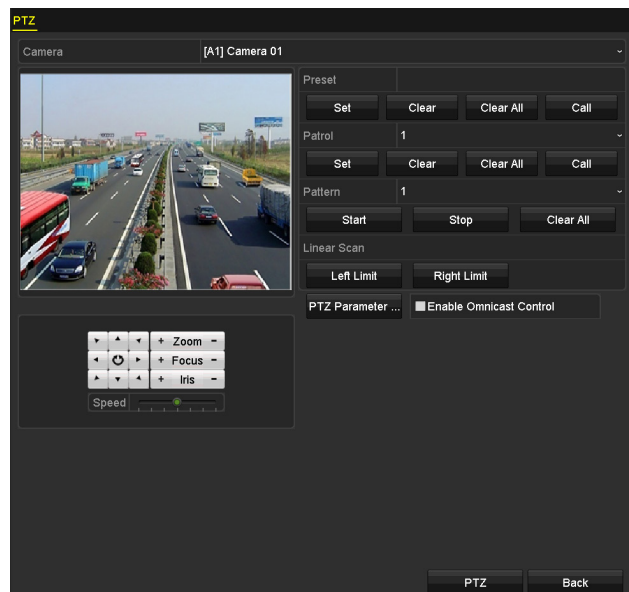 PTZ
Camera [A1] Camera 01
Preset
Set Clear Clear All Call
Patrol 1
Set Clear Clear All Call
Pattern 1
Start Stop Clear All
Linear Scan
Left Limit Right Limit
PTZ Parameter ... Enable Omnicast Control
+ Zoom -
+ Focus -
+ Iris -
Speed
PTZ Back